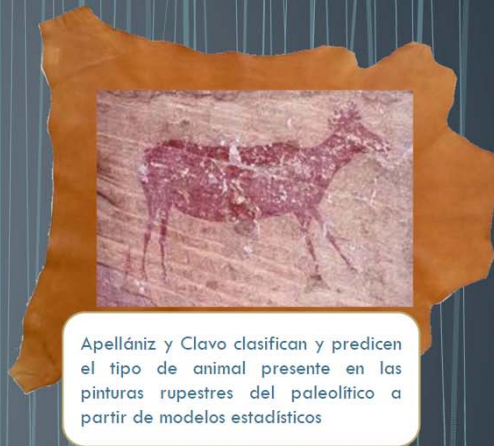 Apellániz y Clavo clasifican y predicen
el tipo de animal presente en las
pinturas rupestres del paleolítico a
partir de modelos estadísticos